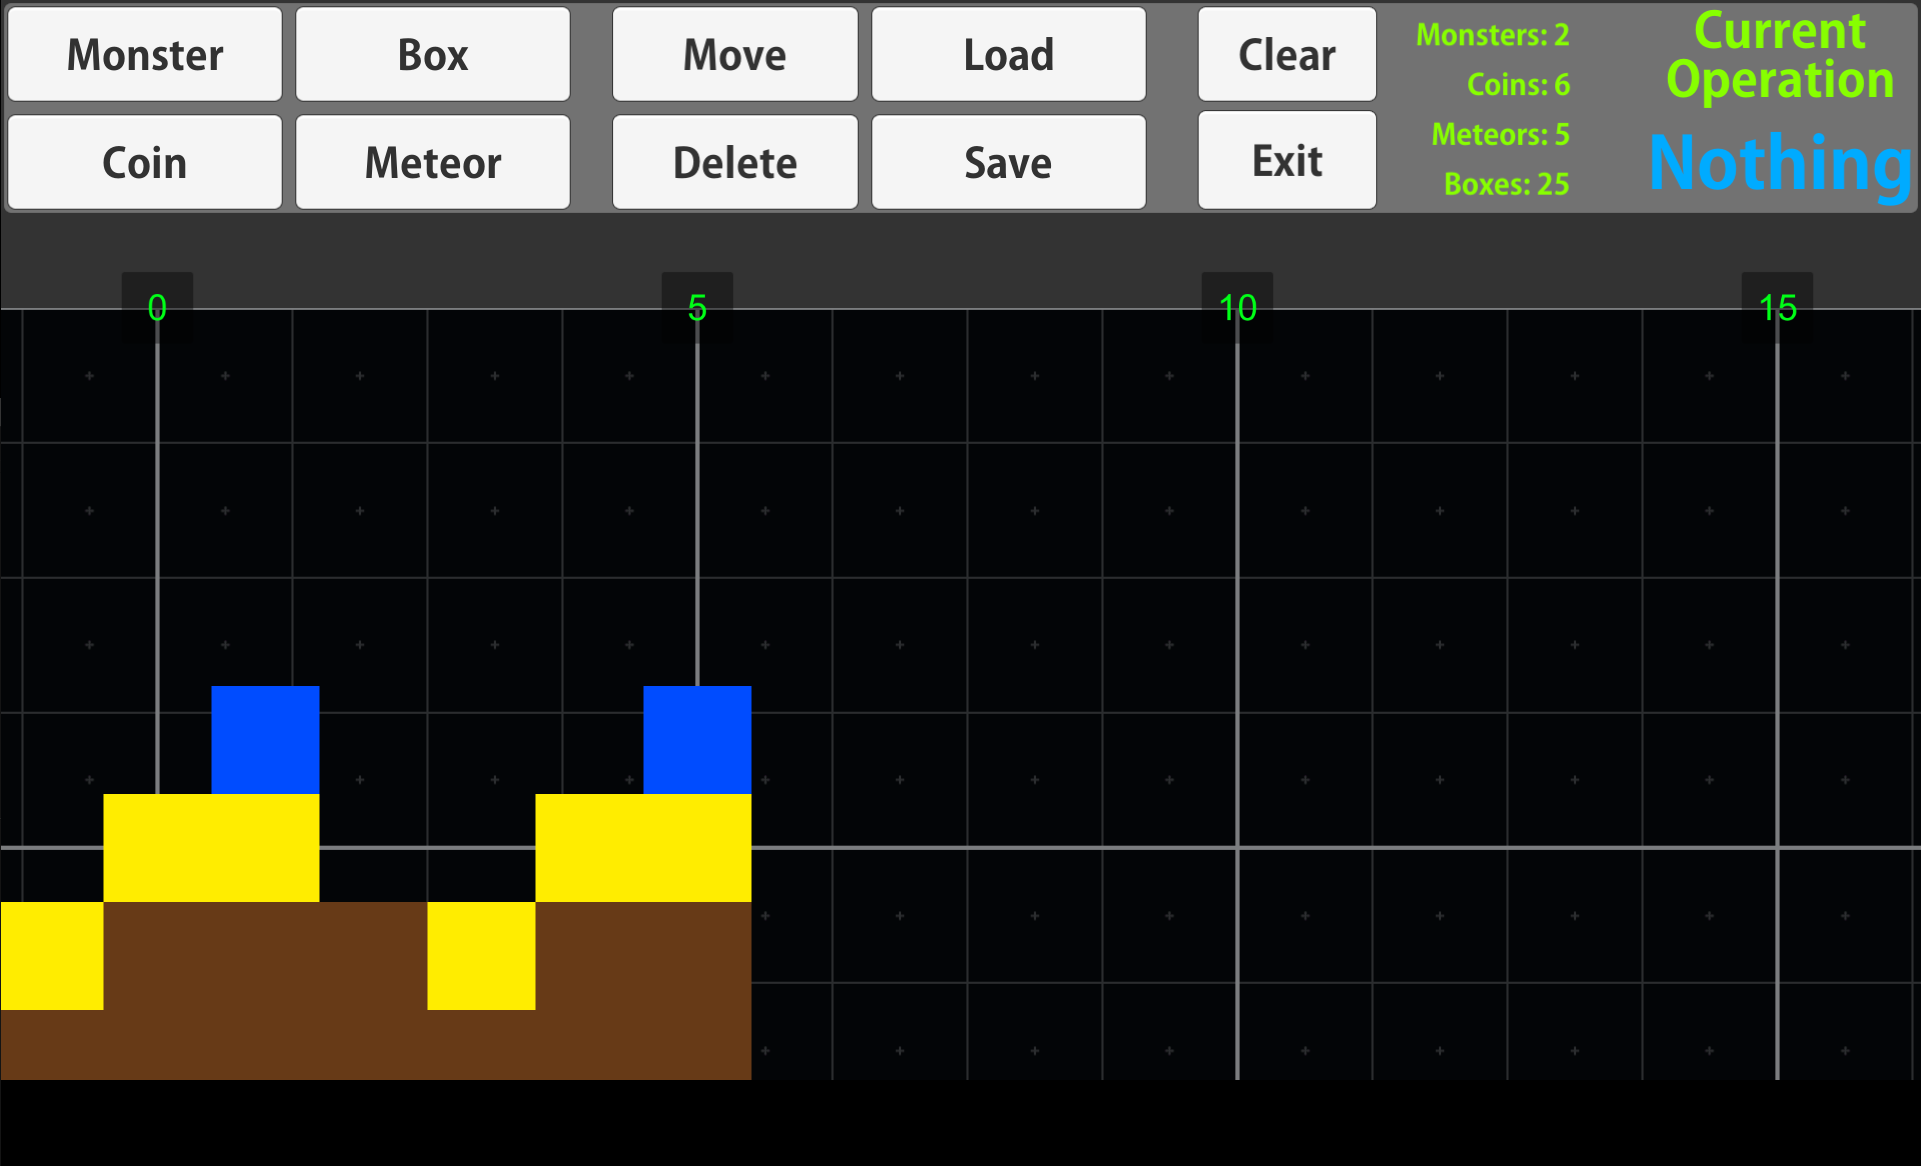 Monster
Box
Move
Load
Clear
Coin
Meteor
Delete
Save
Exit
Monsters: 2
Coins: 6
Meteors: 5
Boxes: 25
Current
Operation
Nothing
0
5
10
15